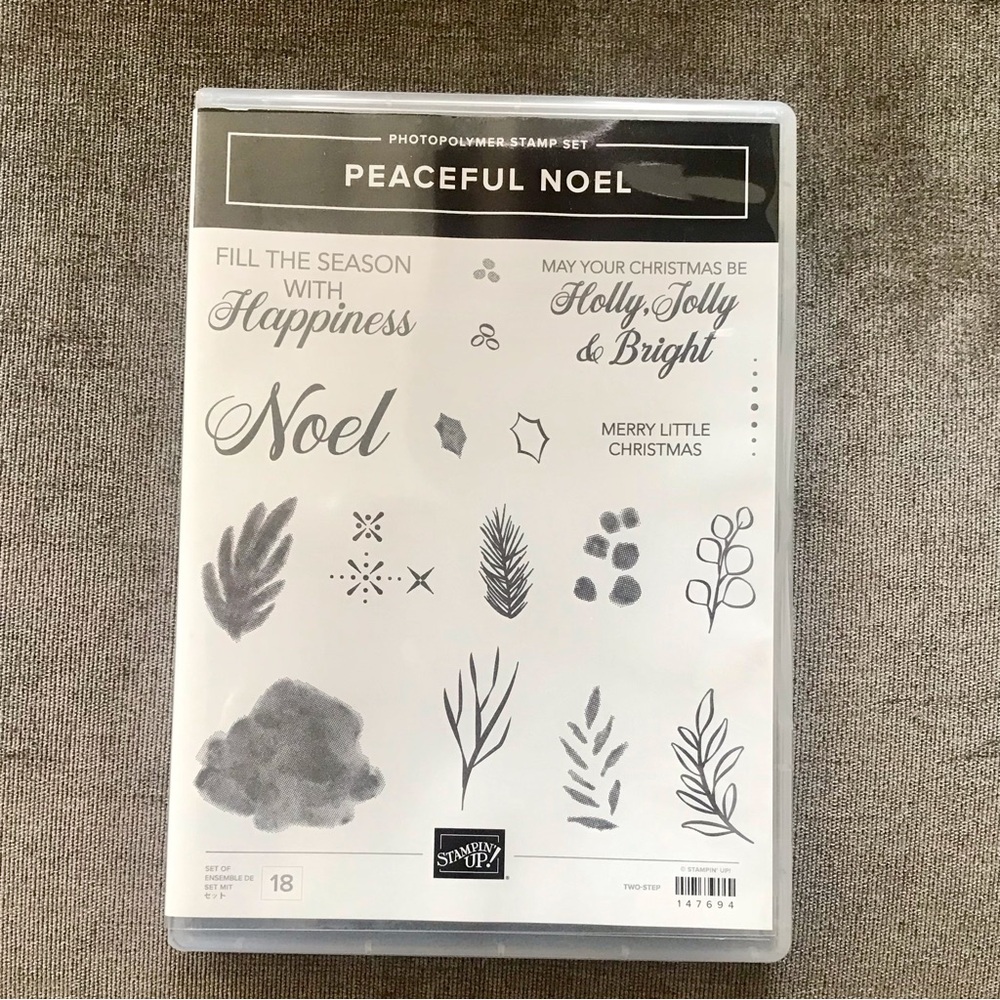 PHOTOPOLYMER STAMP SET
PEACEFUL NOEL
FILL THE SEASON
WITH
Happiness
MAY YOUR CHRISTMAS BE
Holly, Jolly
& Bright
Noel
MERRY LITTLE
CHRISTMAS
STAMPIN'
UP!®
SET OF
ENSEMBLE DE
SET MIT
セット
18
TWO-STEP
© STAMPIN' UP!
147694